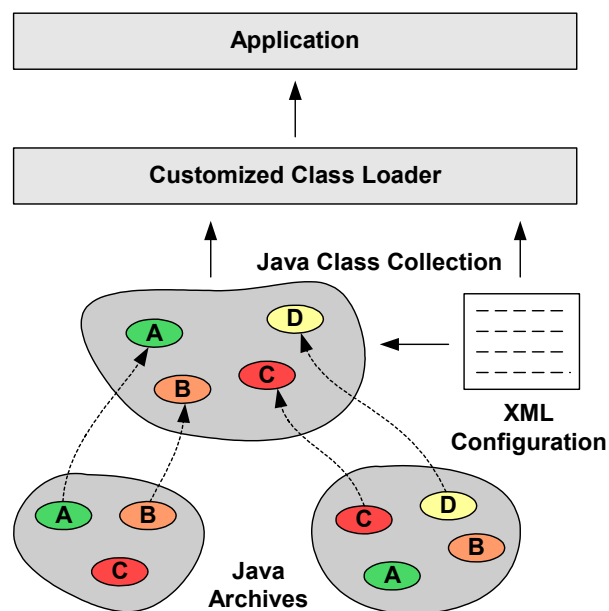 Application
Customized Class Loader
Java Class Collection
D
A
C
B
XML
Configuration
A
B
C
C
D
B
A
Java
Archives